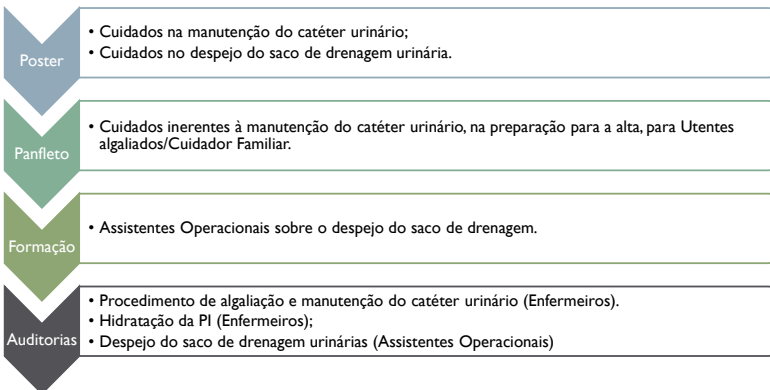 Poster
• Cuidados na manutenção do catéter urinário;
• Cuidados no despejo do saco de drenagem urinária.
Panfleto
• Cuidados inerentes à manutenção do catéter urinário, na preparação para a alta, para Utentes
algaliados/Cuidador Familiar.
Formação
• Assistentes Operacionais sobre o despejo do saco de drenagem.
Auditorias
• Procedimento de algaliação e manutenção do catéter urinário (Enfermeiros).
• Hidratação da PI (Enfermeiros);
• Despejo do saco de drenagem urinárias (Assistentes Operacionais)